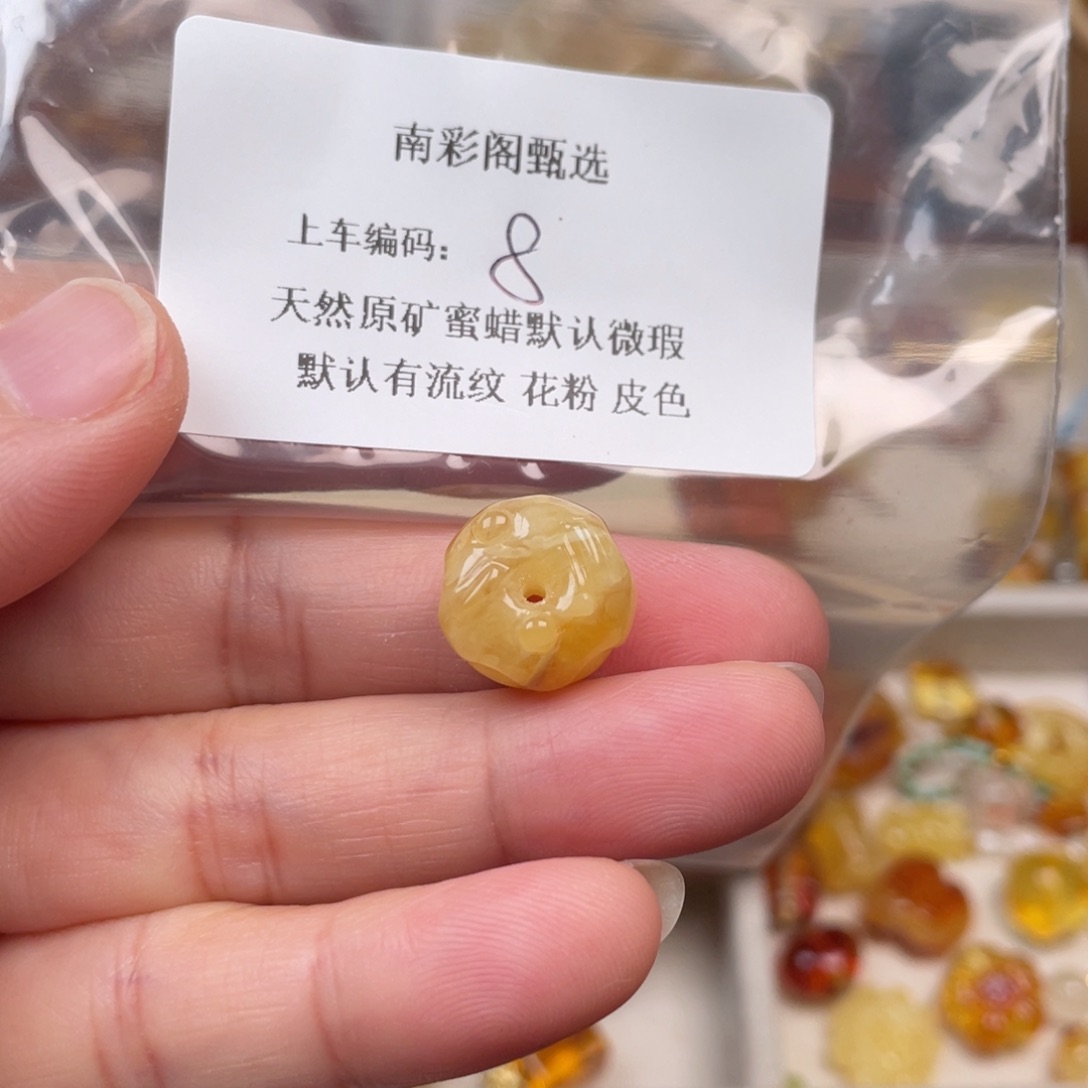 南彩阁甄选
上车编码：8
天然原矿蜜蜡默认微瑕
默认有流纹 花粉 皮色